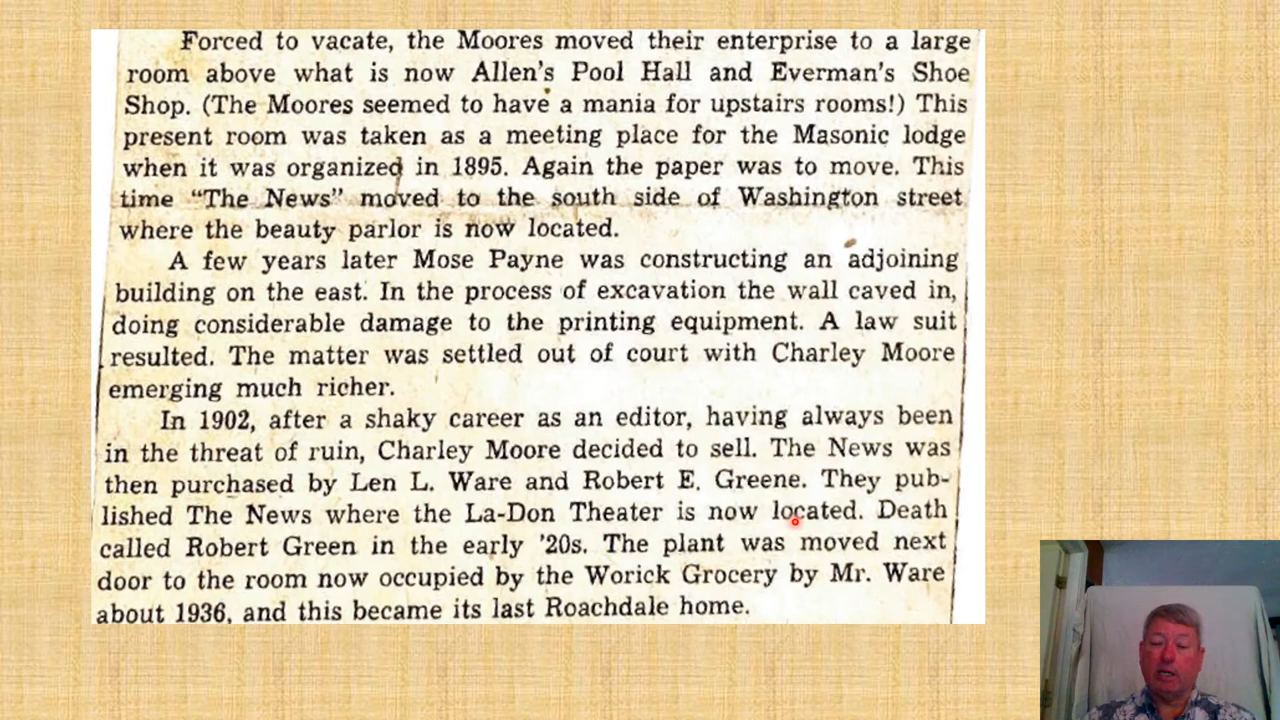 Forced to vacate, the Moores moved their enterprise to a large
room above what is now Allen's Pool Hall and Everman's Shoe
Shop. (The Moores seemed to have a mania for upstairs rooms!) This
present room was taken as a meeting place for the Masonic lodge
when it was organized in 1895. Again the paper was to move. This
time "The News" moved to the south side of Washington street
where the beauty parlor is now located.
A few years later Mose Payne was constructing an adjoining
building on the east. In the process of excavation the wall caved in,
doing considerable damage to the printing equipment. A law suit
resulted. The matter was settled out of court with Charley Moore
emerging much richer.
In 1902, after a shaky career as an editor, having always been
in the threat of ruin, Charley Moore decided to sell. The News was
then purchased by Len L. Ware and Robert E. Greene. They pub-
lished The News where the La-Don Theater is now located. Death
called Robert Green in the early '20s. The plant was moved next
door to the room now occupied by the Worick Grocery by Mr. Ware
about 1936, and this became its last Roachdale home.